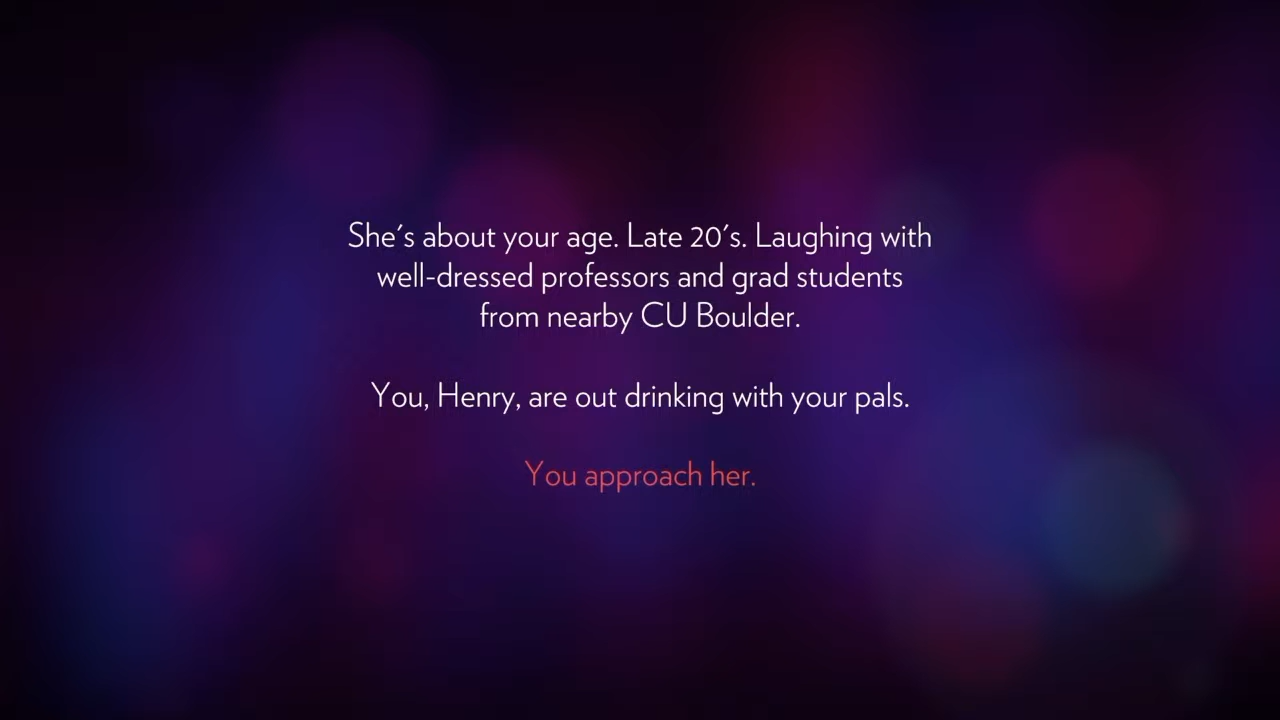 She's about your age. Late 20's. Laughing with
well-dressed professors and grad students
from nearby CU Boulder.
You, Henry, are out drinking with your pals.
You approach her.